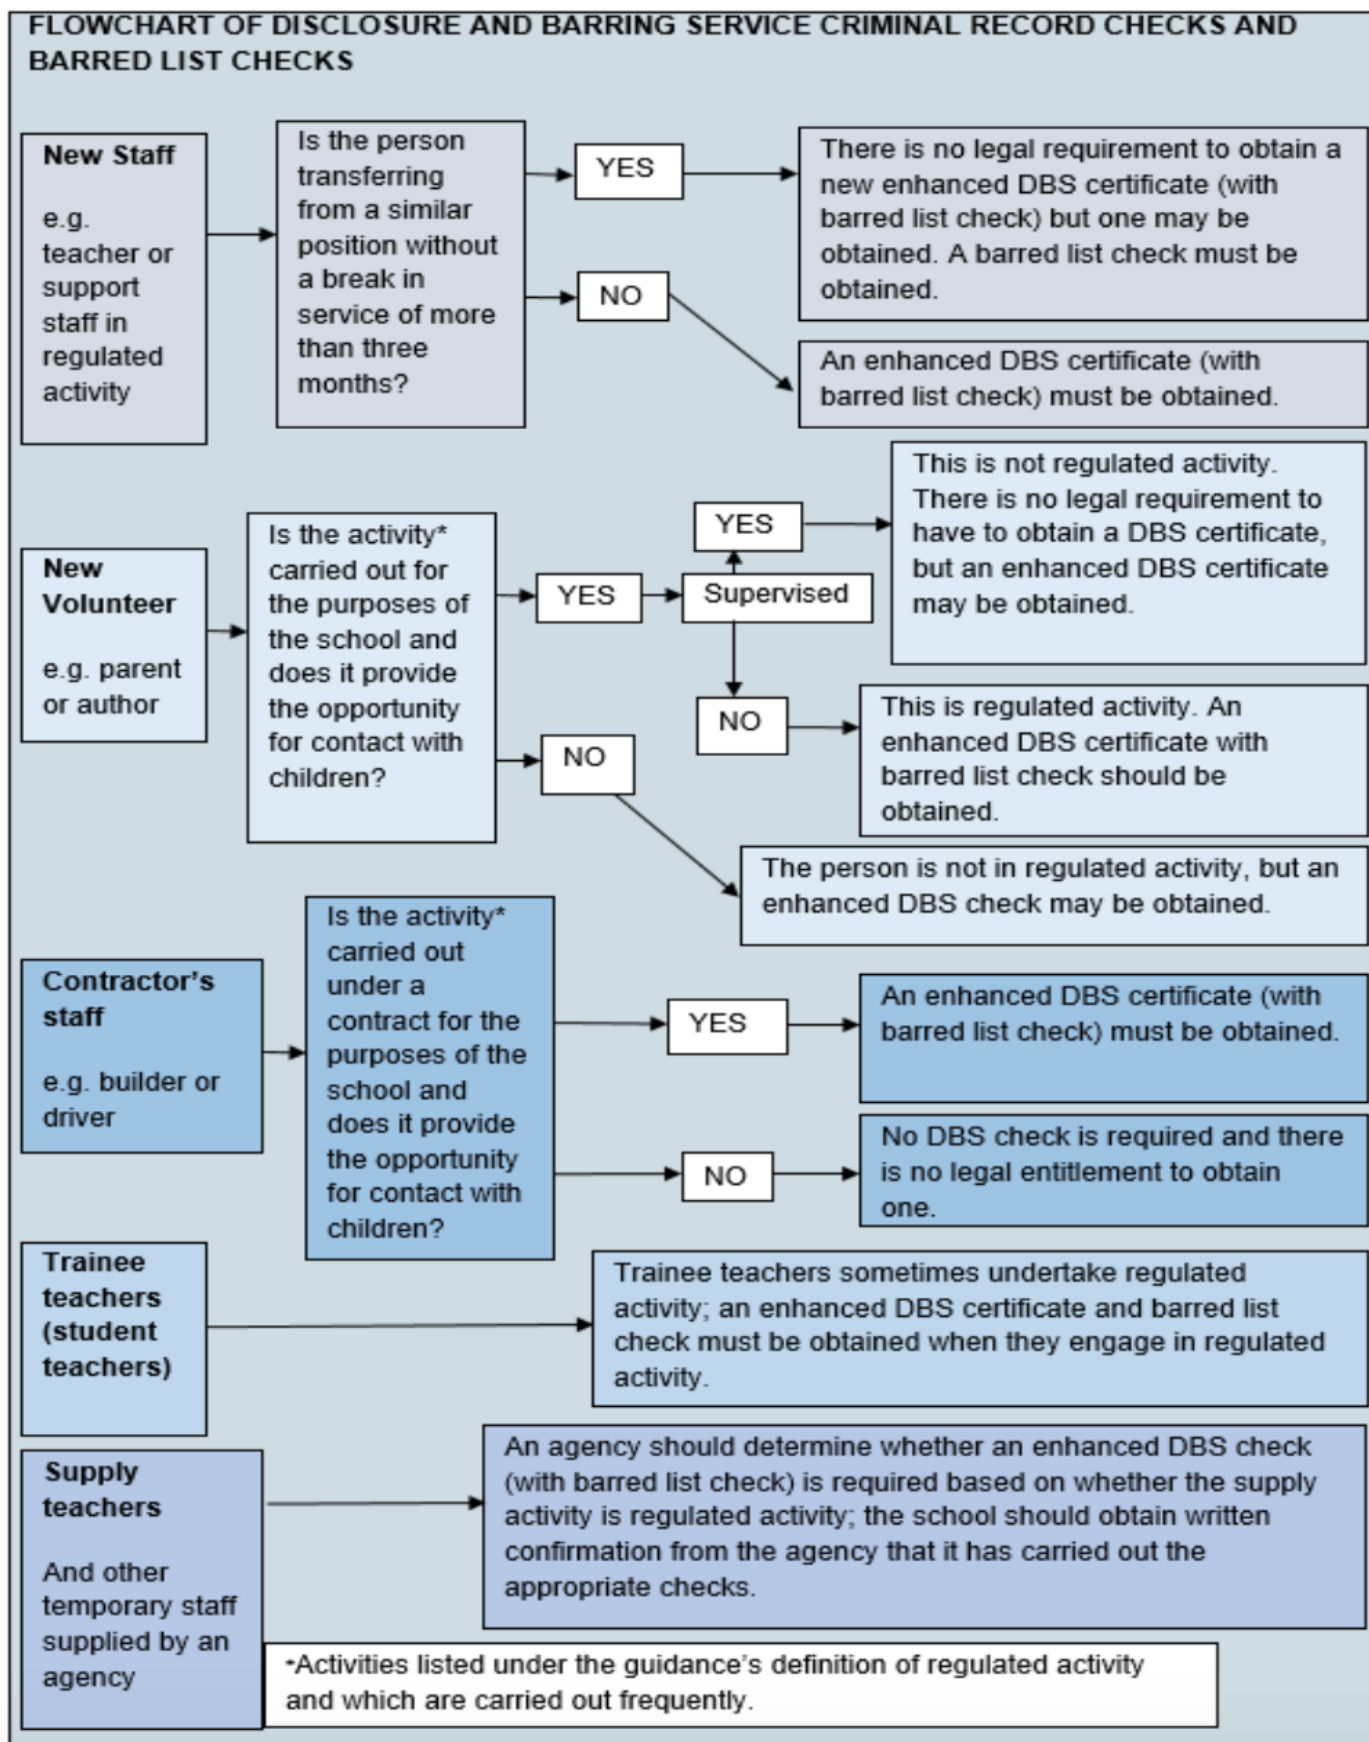 FLOWCHART OF DISCLOSURE AND BARRING SERVICE CRIMINAL RECORD CHECKS AND
BARRED LIST CHECKS
New Staff
e.g.
teacher or
support
staff in
regulated
activity
Is the person
transferring
from a similar
position without
a break in
service of more
than three
months?
YES
There is no legal requirement to obtain a
new enhanced DBS certificate (with
barred list check) but one may be
obtained. A barred list check must be
obtained.
NO
An enhanced DBS certificate (with
barred list check) must be obtained.
New
Volunteer
e.g. parent
or author
Is the activity*
carried out for
the purposes of
the school and
does it provide
the opportunity
for contact with
children?
YES
Supervised
YES
This is not regulated activity.
There is no legal requirement to
have to obtain a DBS certificate,
but an enhanced DBS certificate
may be obtained.
NO
This is regulated activity. An
enhanced DBS certificate with
barred list check should be
obtained.
NO
The person is not in regulated activity, but an
enhanced DBS check may be obtained.
Contractor's
staff
e.g. builder or
driver
Is the activity*
carried out
under a
contract for the
purposes of the
school and
does it provide
the opportunity
for contact with
children?
YES
An enhanced DBS certificate (with
barred list check) must be obtained.
NO
No DBS check is required and there
is no legal entitlement to obtain
one.
Trainee
teachers
(student
teachers)
Trainee teachers sometimes undertake regulated
activity; an enhanced DBS certificate and barred list
check must be obtained when they engage in regulated
activity.
Supply
teachers
And other
temporary staff
supplied by an
agency
An agency should determine whether an enhanced DBS check
(with barred list check) is required based on whether the supply
activity is regulated activity; the school should obtain written
confirmation from the agency that it has carried out the
appropriate checks.
*Activities listed under the guidance's definition of regulated activity
and which are carried out frequently.